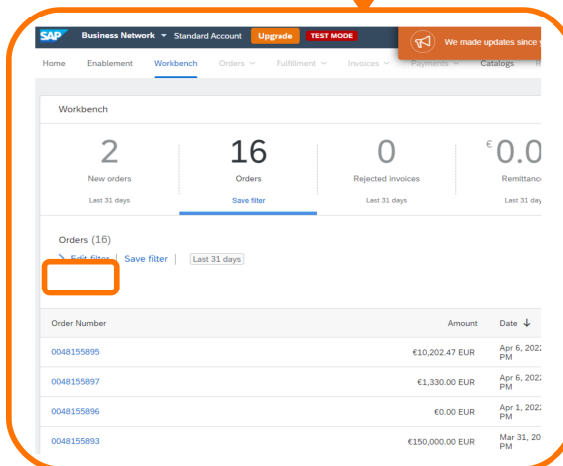 SAP Business Network Standard Account Upgrade TEST MODE
We made updates since
Home Enablement Workbench Orders Fulfillment Invoices Payments Catalogs
Workbench
2 16 0 € 0.0
New orders Orders Rejected invoices Remittanc
Last 31 days Save filter Last 31 days Last 31 day
Orders (16)
Edit filter | Save filter | Last 31 days
Order Number Amount Date ↓
0048155895 €10,202.47 EUR Apr 6, 2022
PM
0048155897 €1,330.00 EUR Apr 6, 2022
PM
0048155896 €0.00 EUR Apr 1, 2022
PM
0048155893 €150,000.00 EUR Mar 31, 20
PM